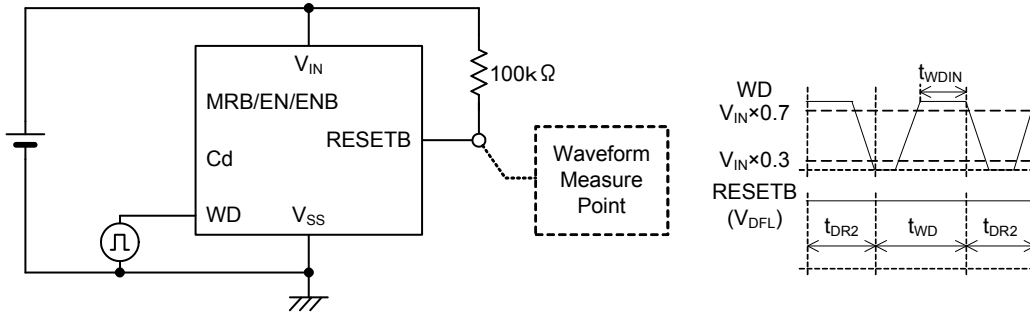 V_IN
MRB/EN/ENB
RESETB
Cd
WD
V_SS
100kΩ
Waveform
Measure
Point
t_WDIN
WD
V_IN×0.7
V_IN×0.3
RESETB
(V_DFL)
t_DR2
t_WD
t_DR2